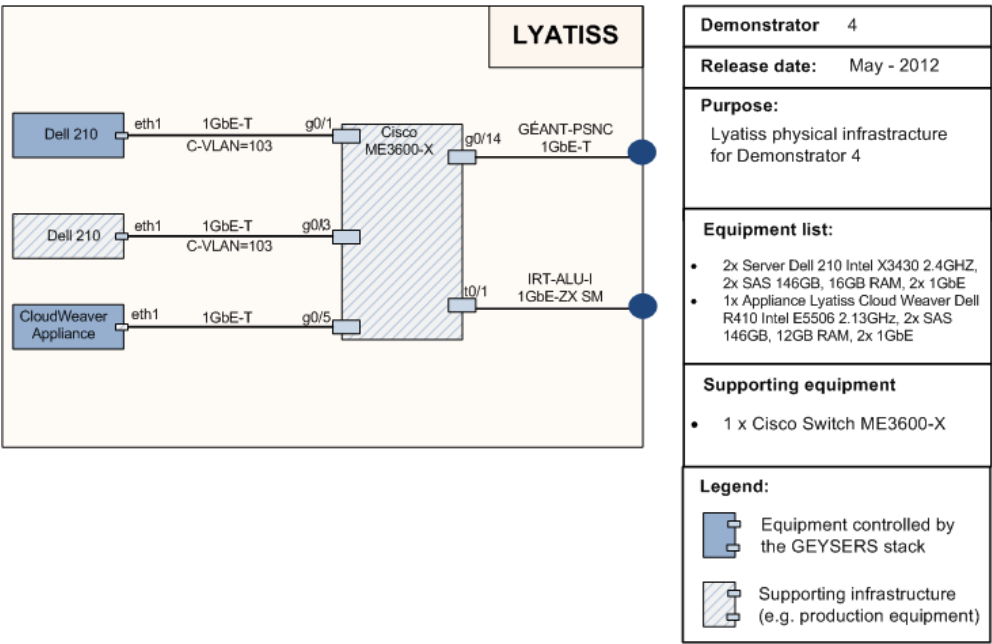 LYATISS
Dell 210
eth1
1GbE-T
C-VLAN=103
g0/1
Cisco
ME3600-X
g0/14
GÉANT-PSNC
1GbE-T
Dell 210
eth1
1GbE-T
C-VLAN=103
g0/3
CloudWeaver
Appliance
eth1
1GbE-T
g0/5
t0/1
IRT-ALU-I
1GbE-ZX SM
Demonstrator 4
Release date: May - 2012
Purpose:
Lyatiss physical infrastracture
for Demonstrator 4
Equipment list:
• 2x Server Dell 210 Intel X3430 2.4GHZ,
2x SAS 146GB, 16GB RAM, 2x 1GbE
• 1x Appliance Lyatiss Cloud Weaver Dell
R410 Intel E5506 2.13GHz, 2x SAS
146GB, 12GB RAM, 2x 1GbE
Supporting equipment
• 1 x Cisco Switch ME3600-X
Legend:
Equipment controlled by
the GEYSERS stack
Supporting infrastructure
(e.g. production equipment)